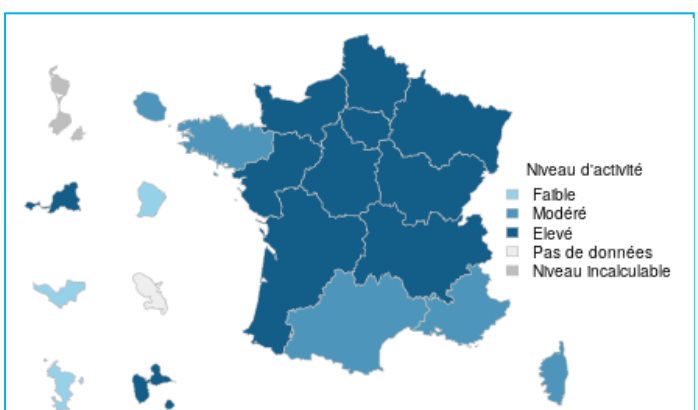 Niveau d'activité
Faible
Modéré
Elevé
Pas de données
Niveau incalculable